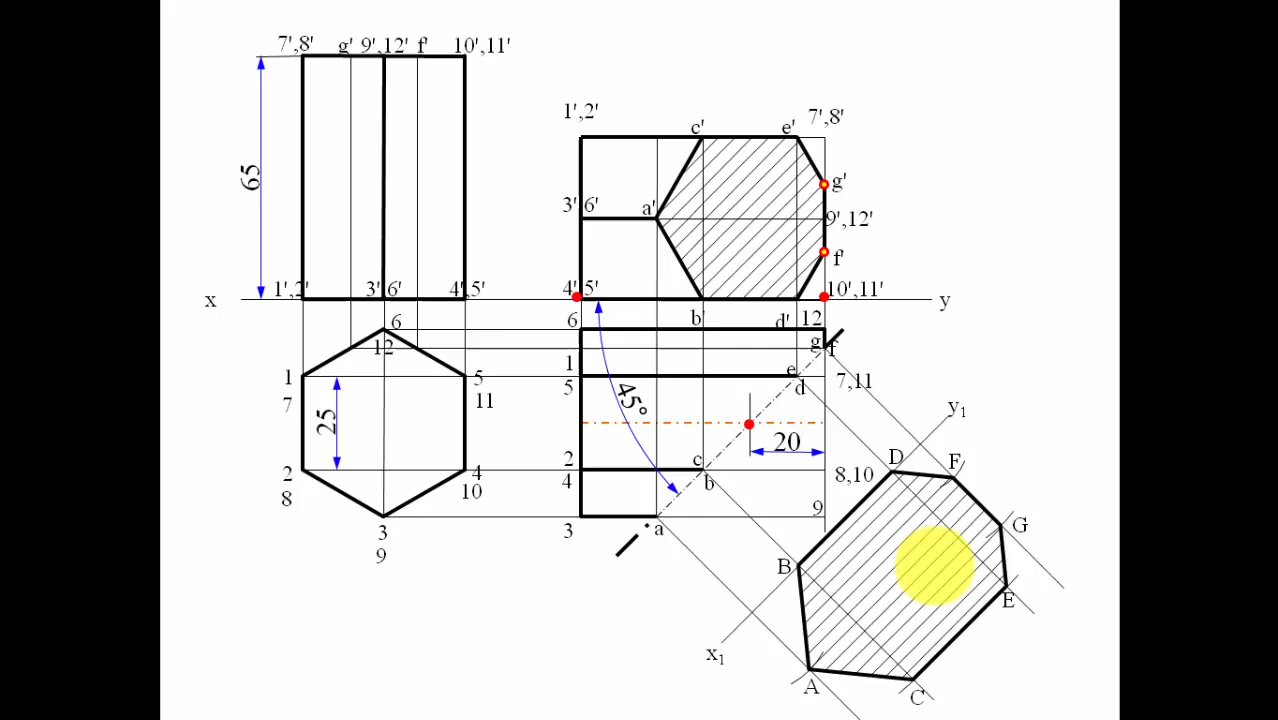 7',8' g' 9',12' f' 10',11'
65
1',2' c' e' 7',8'
g'
3' 6' a' 9',12'
f'
x 1',2' 3' 6' 4',5' 4' 5' 10',11' y
6 6 b' d' 12
12 g f
1 5 1 e 7,11
7 11 5 d
25 45° 20 y1
2 4 2 c 8,10 D F
8 10 4 b
3 3 a 9 G
9
B E
x1
A C